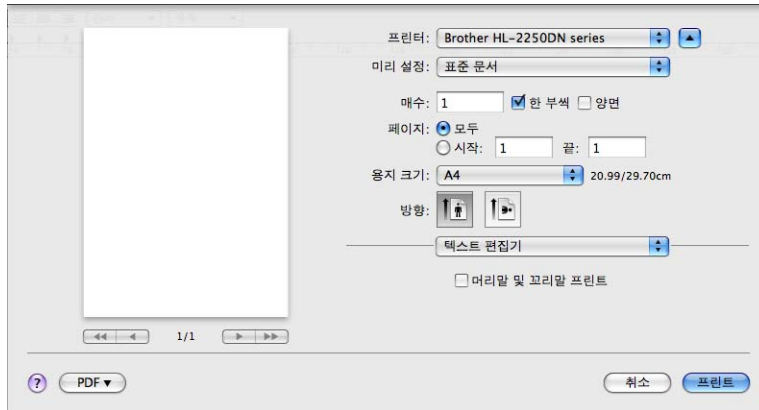 프린터: Brother HL-2250DN series
미리 설정: 표준 문서
매수: 1 한 부씩 양면
페이지: 모두
시작: 1 끝: 1
용지 크기: A4 20.99/29.70cm
방향:
텍스트 편집기
머리말 및 꼬리말 프린트
1/1
? PDF▼ 취소 프린트